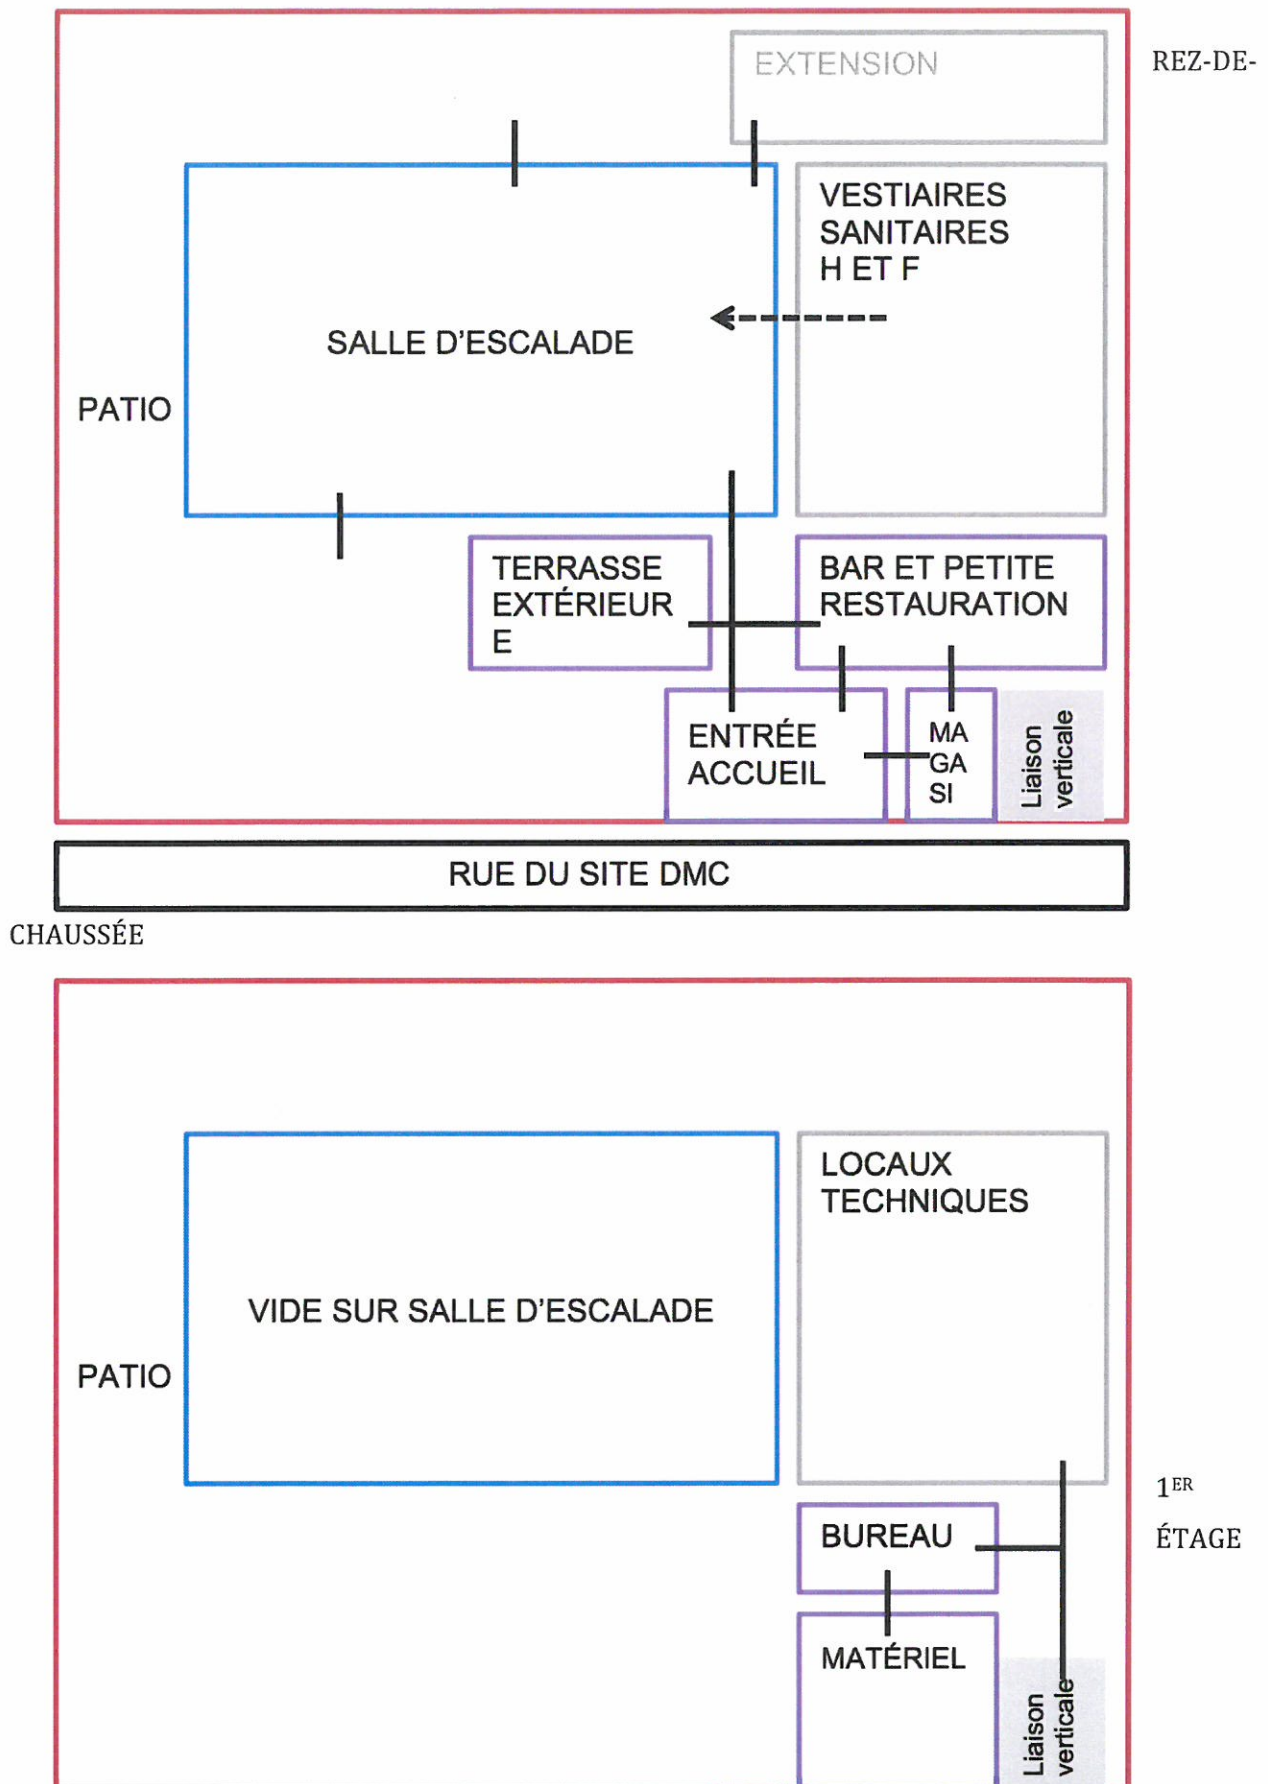 EXTENSION
REZ-DE-
VESTIAIRES
SANITAIRES
H ET F
SALLE D'ESCALADE
PATIO
TERRASSE
EXTÉRIEUR
E
BAR ET PETITE
RESTAURATION
ENTRÉE
ACCUEIL
MA
GA
SI
Liaison
verticale
RUE DU SITE DMC
CHAUSSÉE
LOCAUX
TECHNIQUES
VIDE SUR SALLE D'ESCALADE
PATIO
1ER
ÉTAGE
BUREAU
MATÉRIEL
Liaison
verticale